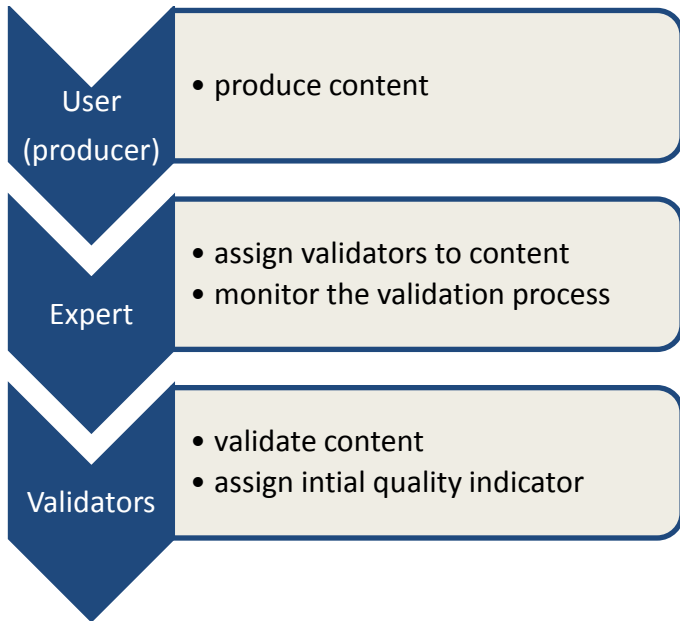 User
(producer)
• produce content
Expert
• assign validators to content
• monitor the validation process
Validators
• validate content
• assign intial quality indicator